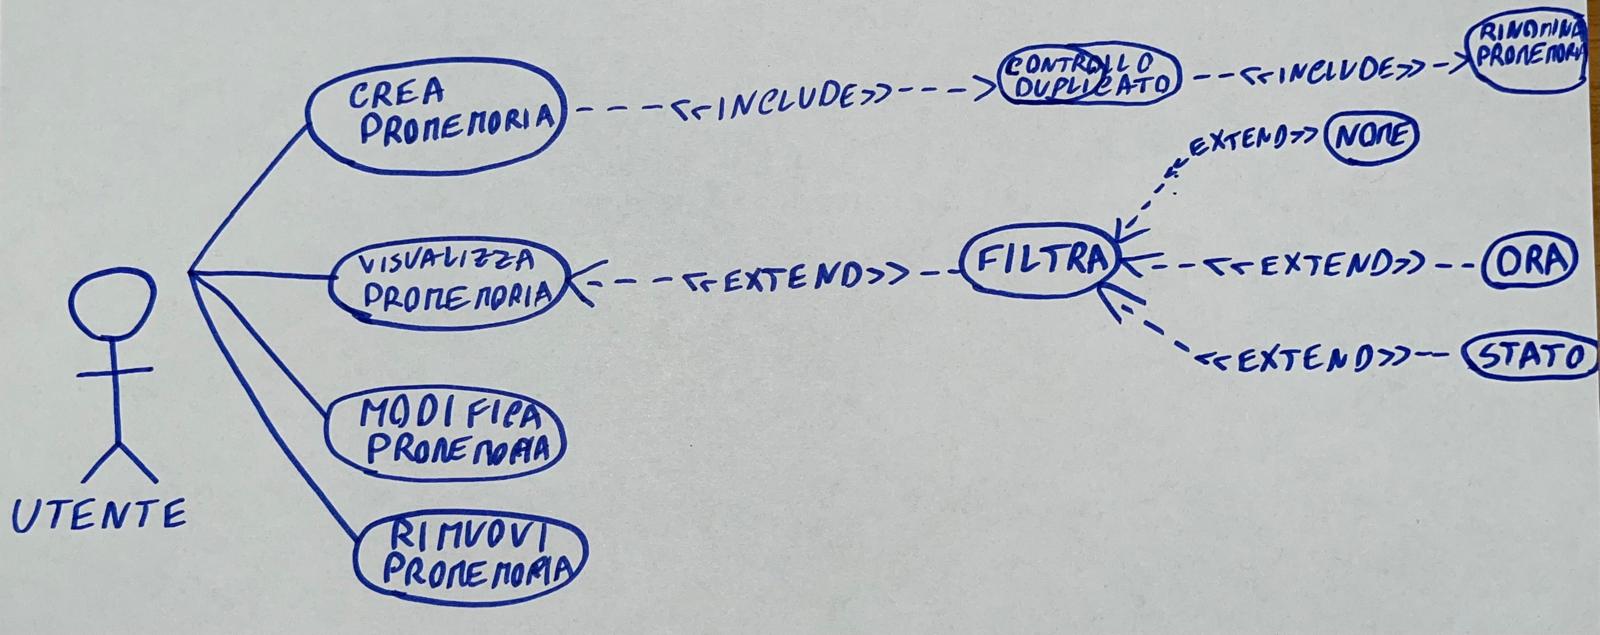 CREA
PROMEMORIA
<<INCLUDE>>
CONTROLLO
DUPLICATO
<<INCLUDE>>
RINOMINA
PROMEMORIA
EXTEND>>
NOME
VISUALIZZA
PROMEMORIA
<<EXTEND>>
FILTRA
<<EXTEND>>
ORA
<<EXTEND>>
STATO
MODIFICA
PROMEMORIA
RIMVOVI
PROMEMORIA
UTENTE